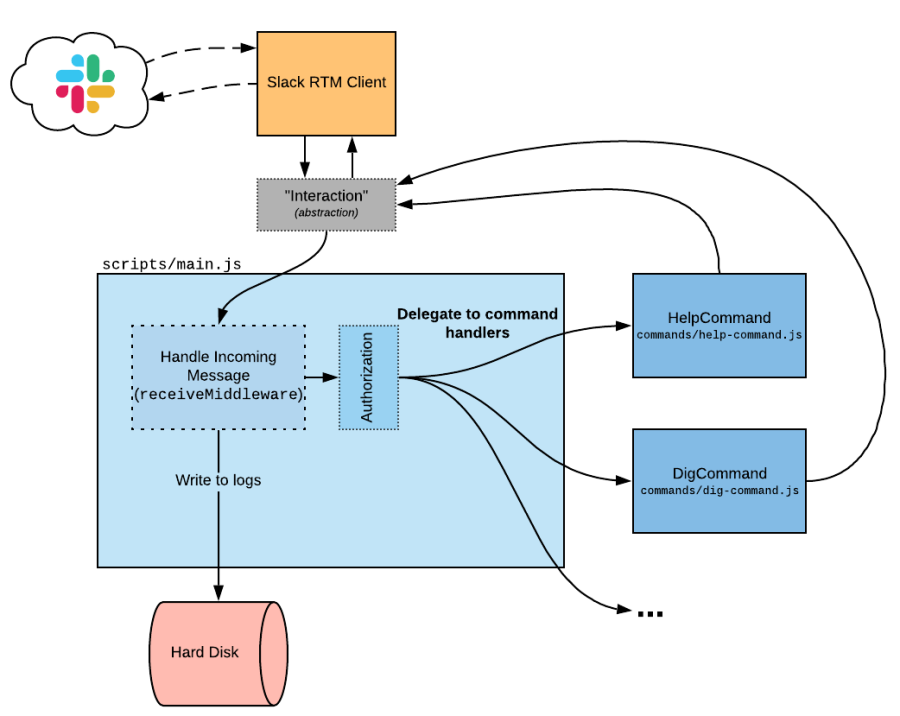 Slack RTM Client
"Interaction"
(abstraction)
scripts/main.js
Delegate to command
handlers
HelpCommand
commands/help-command.js
Handle Incoming
Message
(receiveMiddleware)
Authorization
DigCommand
commands/dig-command.js
Write to logs
...
Hard Disk